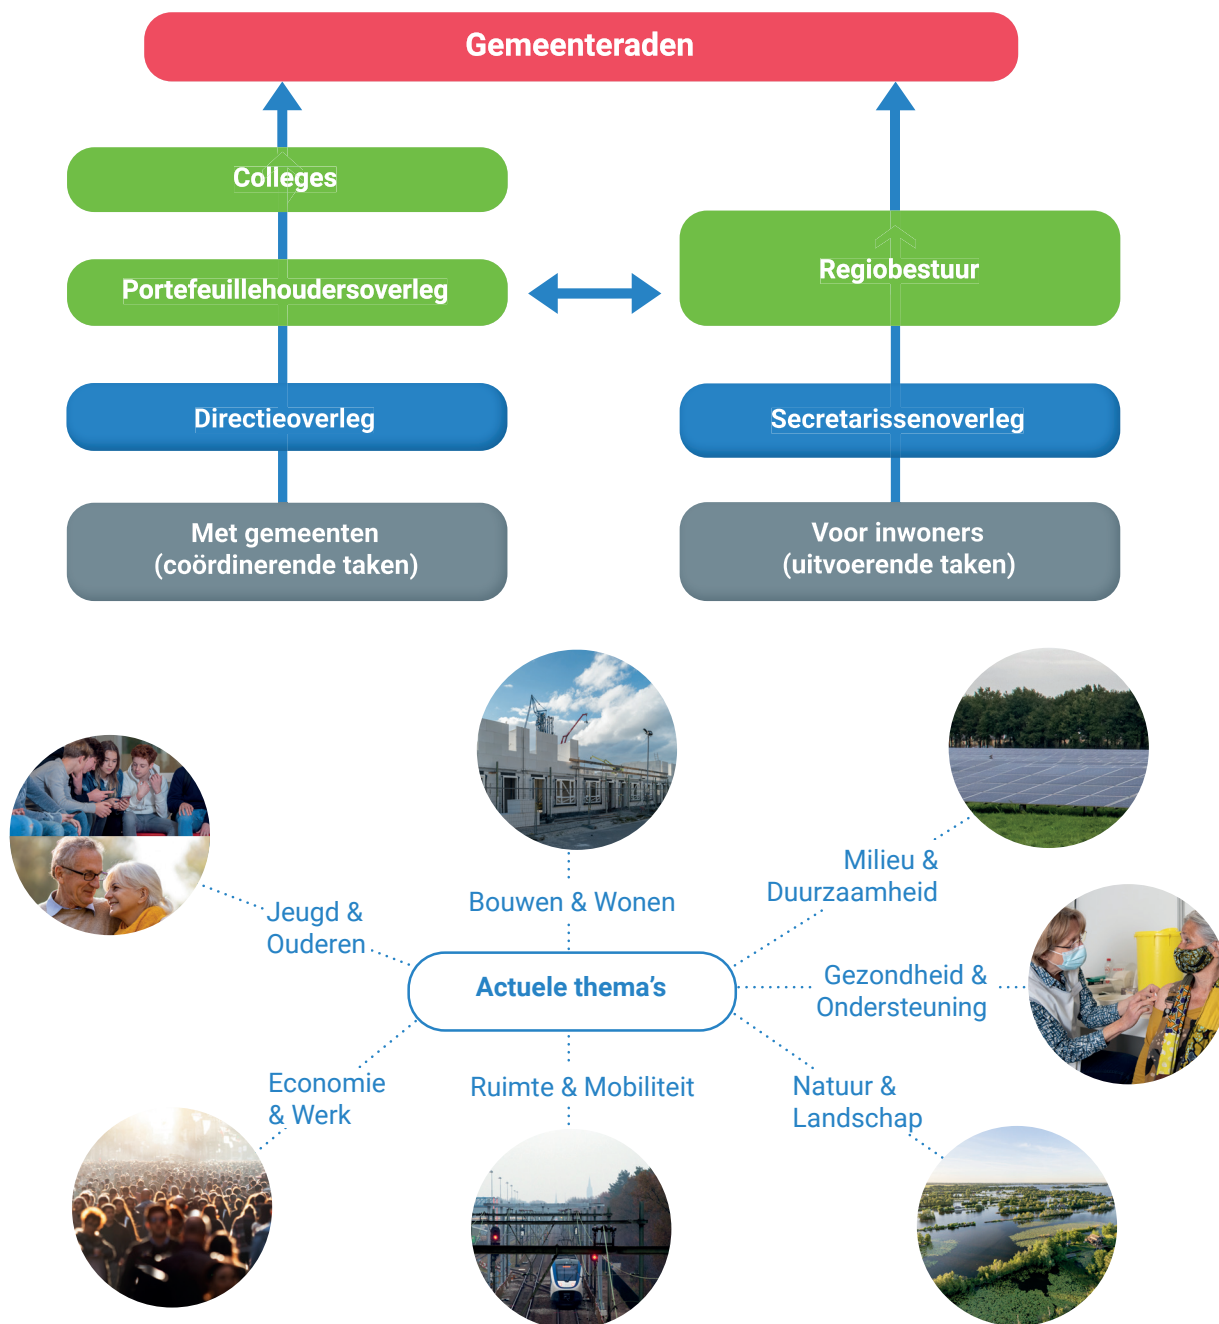 Gemeenteraden
Colleges
Portefeuillehoudersoverleg
Regiobestuur
Directieoverleg
Secretarissenoverleg
Met gemeenten
(coördinerende taken)
Voor inwoners
(uitvoerende taken)
Bouwen & Wonen
Milieu &
Duurzaamheid
Jeugd &
Ouderen
Actuele thema's
Gezondheid &
Ondersteuning
Economie
& Werk
Ruimte & Mobiliteit
Natuur &
Landschap